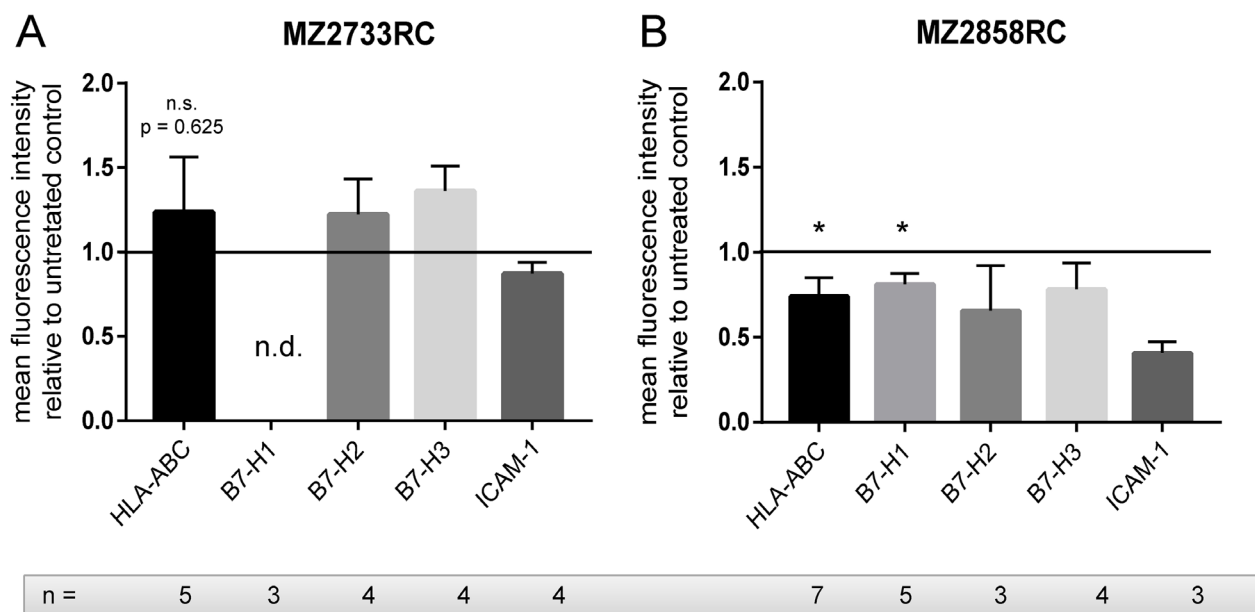 A
MZ2733RC
mean fluorescence intensity
relative to untretated control
2.0
1.5
1.0
0.5
0.0
n.s.
p = 0.625
n.d.
HLA-ABC
B7-H1
B7-H2
B7-H3
ICAM-1
B
MZ2858RC
mean fluorescence intensity
relative to untreated control
2.0
1.5
1.0
0.5
0.0
*
*
HLA-ABC
B7-H1
B7-H2
B7-H3
ICAM-1
n = 5 3 4 4 4 7 5 3 4 3